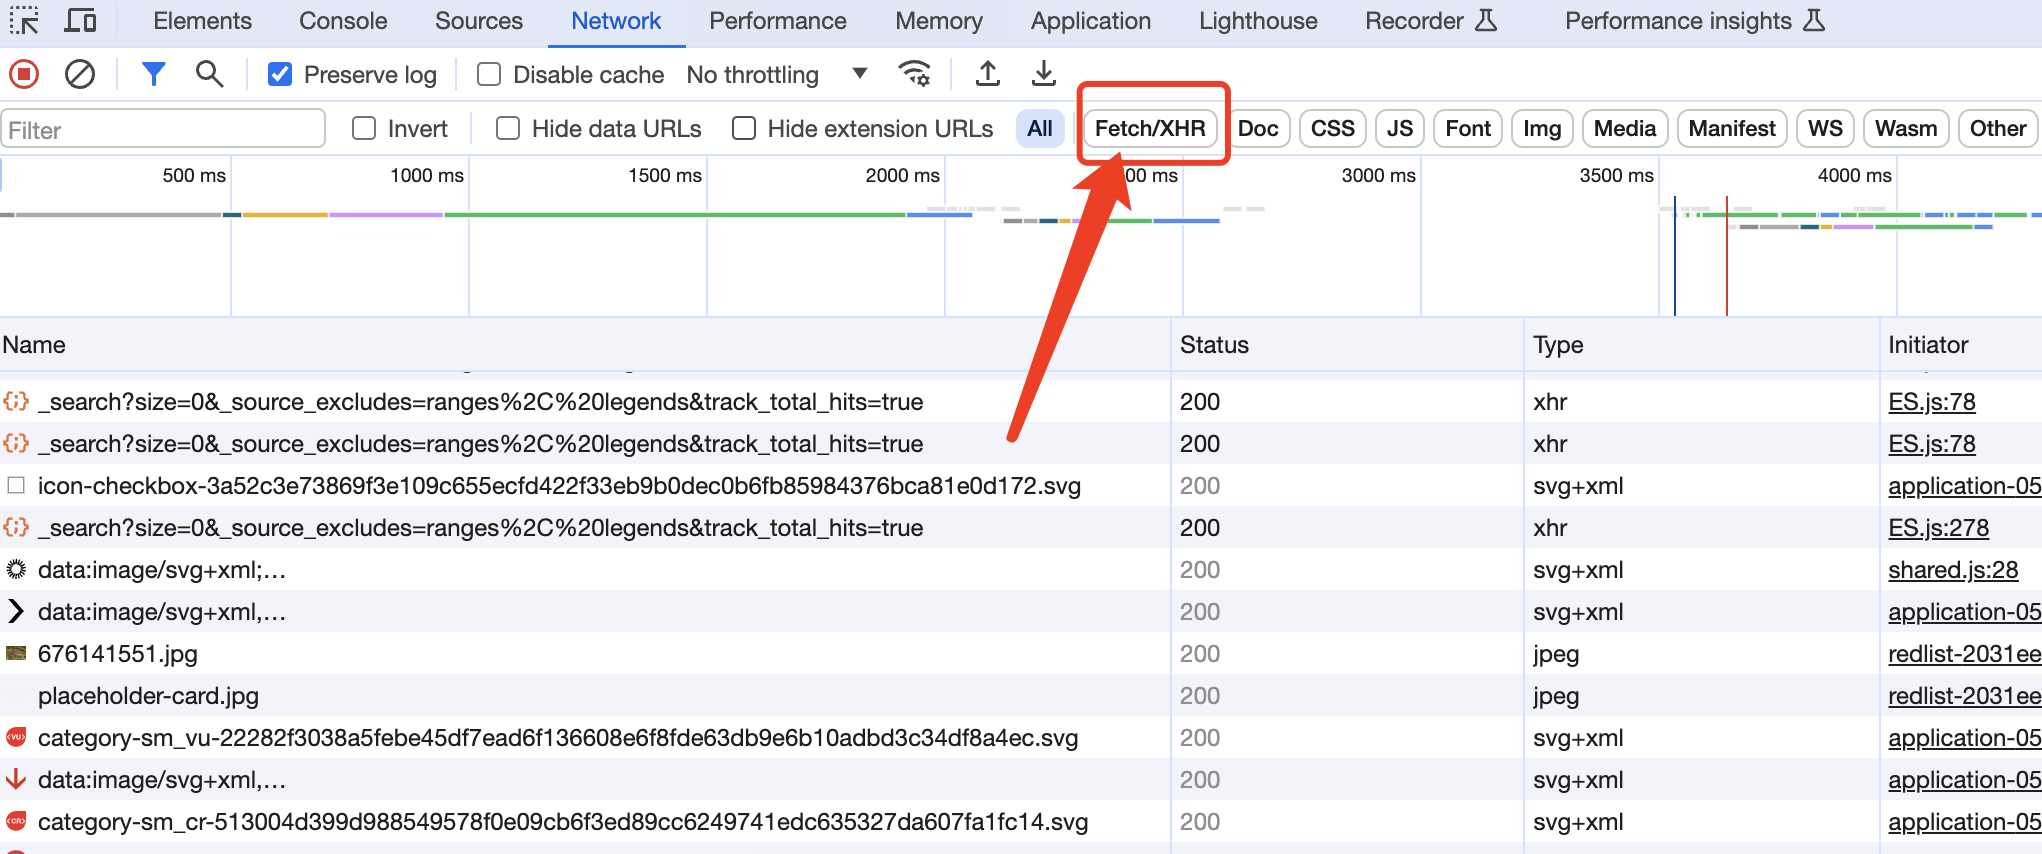 Elements Console Sources Network Performance Memory Application Lighthouse Recorder Performance insights
Preserve log Disable cache No throttling
Filter Invert Hide data URLs Hide extension URLs All Fetch/XHR Doc CSS JS Font Img Media Manifest WS Wasm Other
500 ms 1000 ms 1500 ms 2000 ms 00 ms 3000 ms 3500 ms 4000 ms
Name Status Type Initiator
_search?size=0&_source_excludes=ranges%2C%20legends&track_total_hits=true 200 xhr ES.js:78
_search?size=0&_source_excludes=ranges%2C%20legends&track_total_hits=true 200 xhr ES.js:78
icon-checkbox-3a52c3e73869f3e109c655ecfd422f33eb9b0dec0b6fb85984376bca81e0d172.svg 200 svg+xml application-05
_search?size=0&_source_excludes=ranges%2C%20legends&track_total_hits=true 200 xhr ES.js:278
data:image/svg+xml;… 200 svg+xml shared.js:28
data:image/svg+xml,… 200 svg+xml application-05
676141551.jpg 200 jpeg redlist-2031ee
placeholder-card.jpg 200 jpeg redlist-2031ee
category-sm_vu-22282f3038a5febe45df7ead6f136608e6f8fde63db9e6b10adbd3c34df8a4ec.svg 200 svg+xml application-05
data:image/svg+xml,… 200 svg+xml application-05
category-sm_cr-513004d399d988549578f0e09cb6f3ed89cc6249741edc635327da607fa1fc14.svg 200 svg+xml application-05